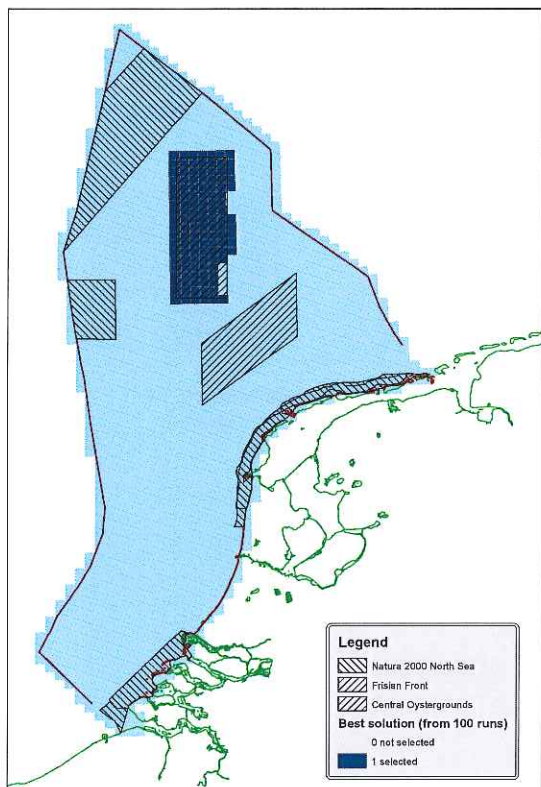 Legend
Natura 2000 North Sea
Frisian Front
Central Oystergrounds
Best solution (from 100 runs)
0 not selected
1 selected